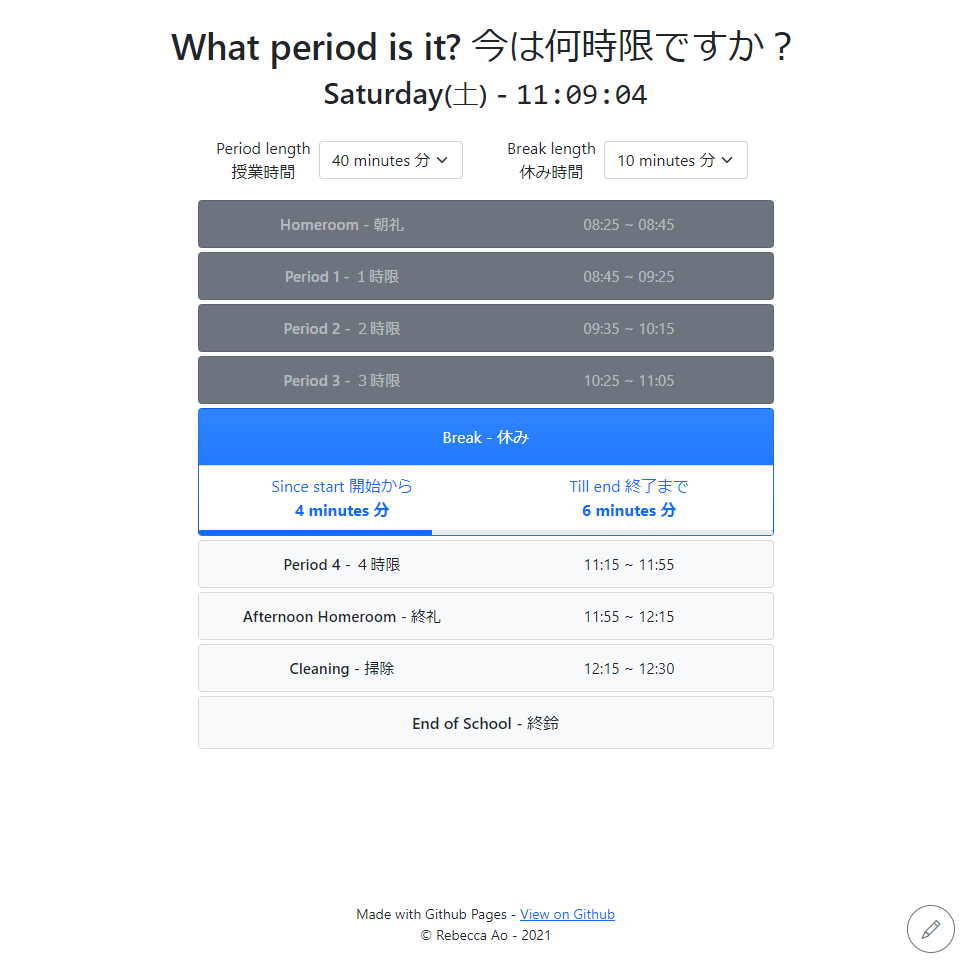 What period is it? 今は何時限ですか？
Saturday(土) - 11:09:04
Period length
授業時間
40 minutes 分
Break length
休み時間
10 minutes 分
Homeroom - 朝礼 08:25 ~ 08:45
Period 1 - １時限 08:45 ~ 09:25
Period 2 - ２時限 09:35 ~ 10:15
Period 3 - ３時限 10:25 ~ 11:05
Break - 休み
Since start 開始から
4 minutes 分
Till end 終了まで
6 minutes 分
Period 4 - ４時限 11:15 ~ 11:55
Afternoon Homeroom - 終礼 11:55 ~ 12:15
Cleaning - 掃除 12:15 ~ 12:30
End of School - 終鈴
Made with Github Pages - View on Github
© Rebecca Ao - 2021